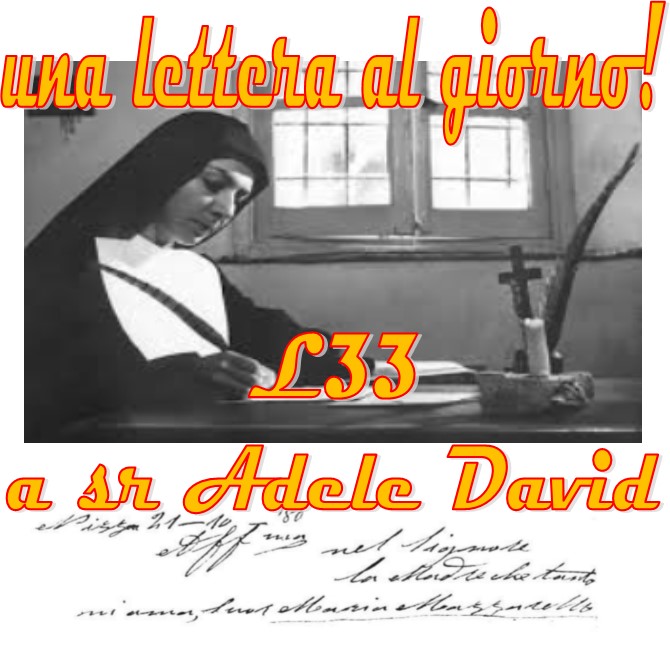 una lettera al giorno!
L33
a sr Adele David
Nizza 21-10 '80
Aff.ma nel Signore
la Madre che tanto
mi ama, Suor Maria Mazzarello